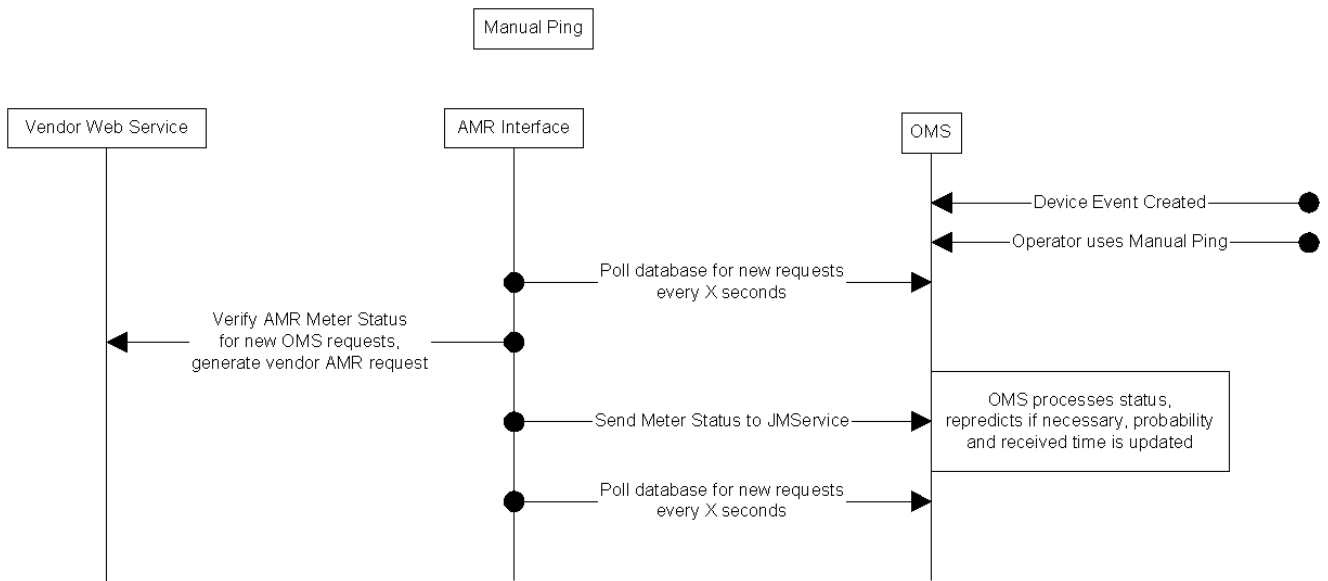 Manual Ping
Vendor Web Service
AMR Interface
OMS
Device Event Created
Operator uses Manual Ping
Poll database for new requests
every X seconds
Verify AMR Meter Status
for new OMS requests,
generate vendor AMR request
OMS processes status,
repredicts if necessary, probability
and received time is updated
Send Meter Status to JMService
Poll database for new requests
every X seconds